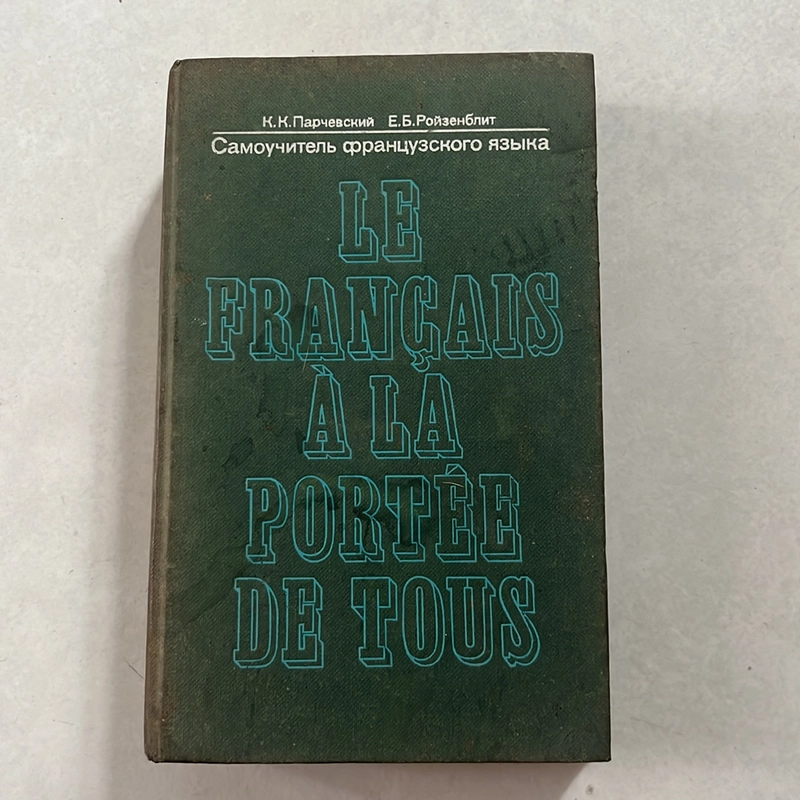 К.К.Парчевский Е.Б.Ройзенблит
Самоучитель французского языка
LE
FRANÇAIS
À LA
PORTÉE
DE TOUS